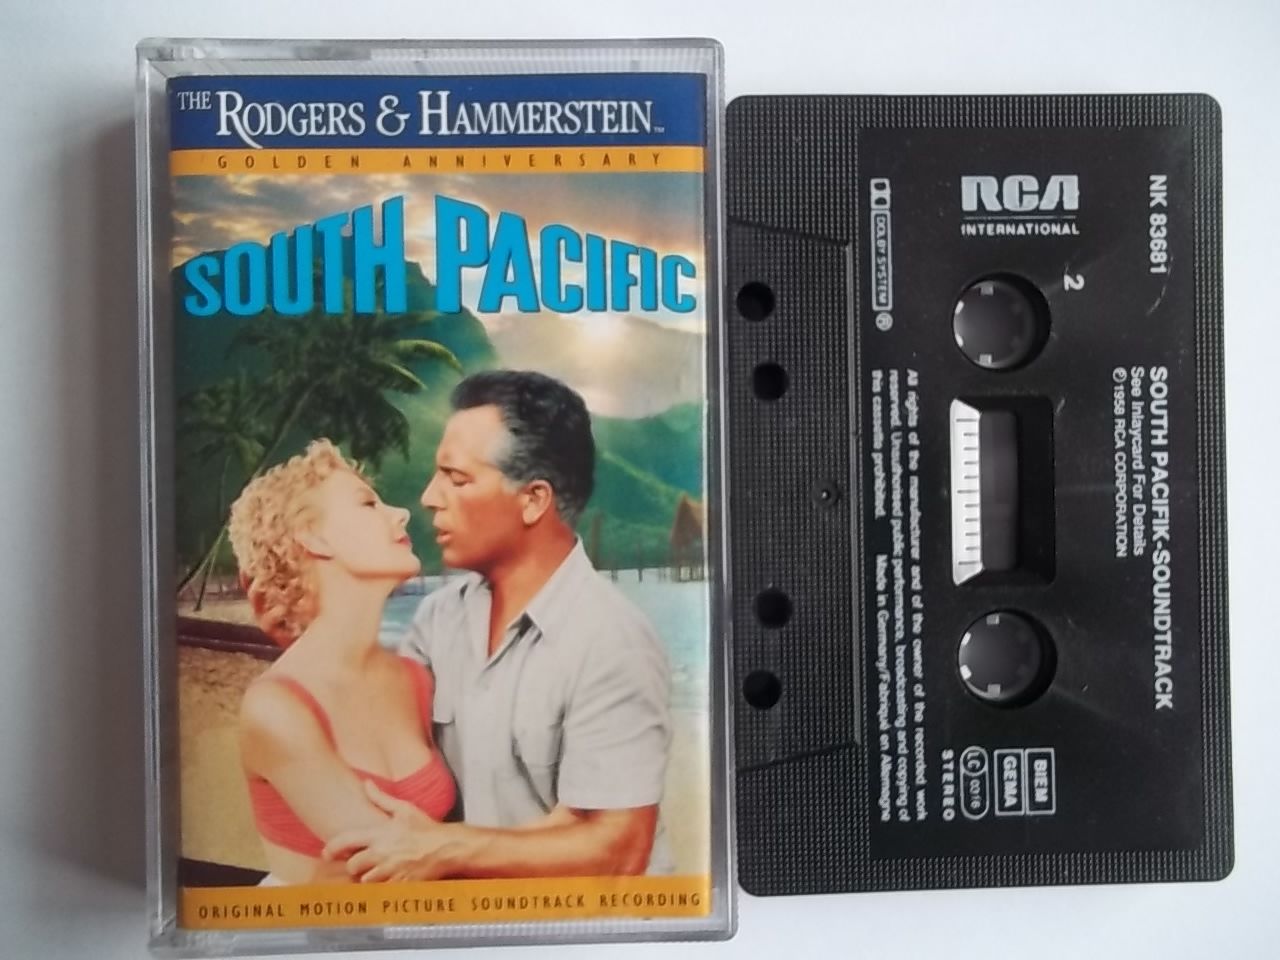 THE RODGERS & HAMMERSTEIN™
GOLDEN ANNIVERSARY
SOUTH PACIFIC
ORIGINAL MOTION PICTURE SOUNDTRACK RECORDING
NK 83681
SOUTH PACIFIK-SOUNDTRACK
See Inlaycard For Details
℗ 1958 RCA CORPORATION
2
RCA
INTERNATIONAL
BIEM
GEMA
LC 0316
STEREO
DOLBY SYSTEM ®
All rights of the manufacturer and of the owner of the recorded work
reserved. Unauthorised public performance, broadcasting and copying of
this cassette prohibited. Made in Germany/Fabriqué en Allemagne